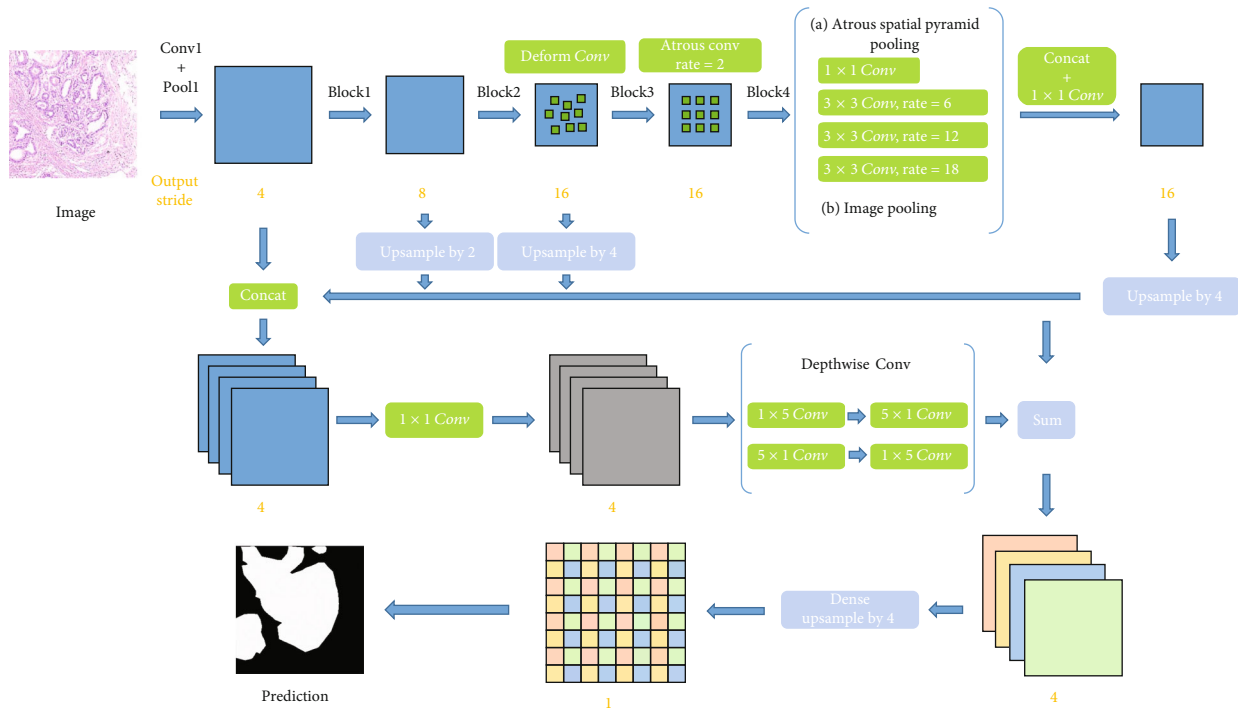 Conv1
+
Pool1
Output
stride
Image
4
Block1
8
Block2
Deform Conv
16
Block3
Atrous conv
rate = 2
16
Block4
(a) Atrous spatial pyramid
pooling
1 × 1 Conv
3 × 3 Conv, rate = 6
3 × 3 Conv, rate = 12
3 × 3 Conv, rate = 18
(b) Image pooling
Concat
+
1 × 1 Conv
16
Upsample by 2
Upsample by 4
Upsample by 4
Concat
4
1 × 1 Conv
4
Depthwise Conv
1 × 5 Conv
5 × 1 Conv
5 × 1 Conv
1 × 5 Conv
Sum
4
Dense
upsample by 4
1
Prediction